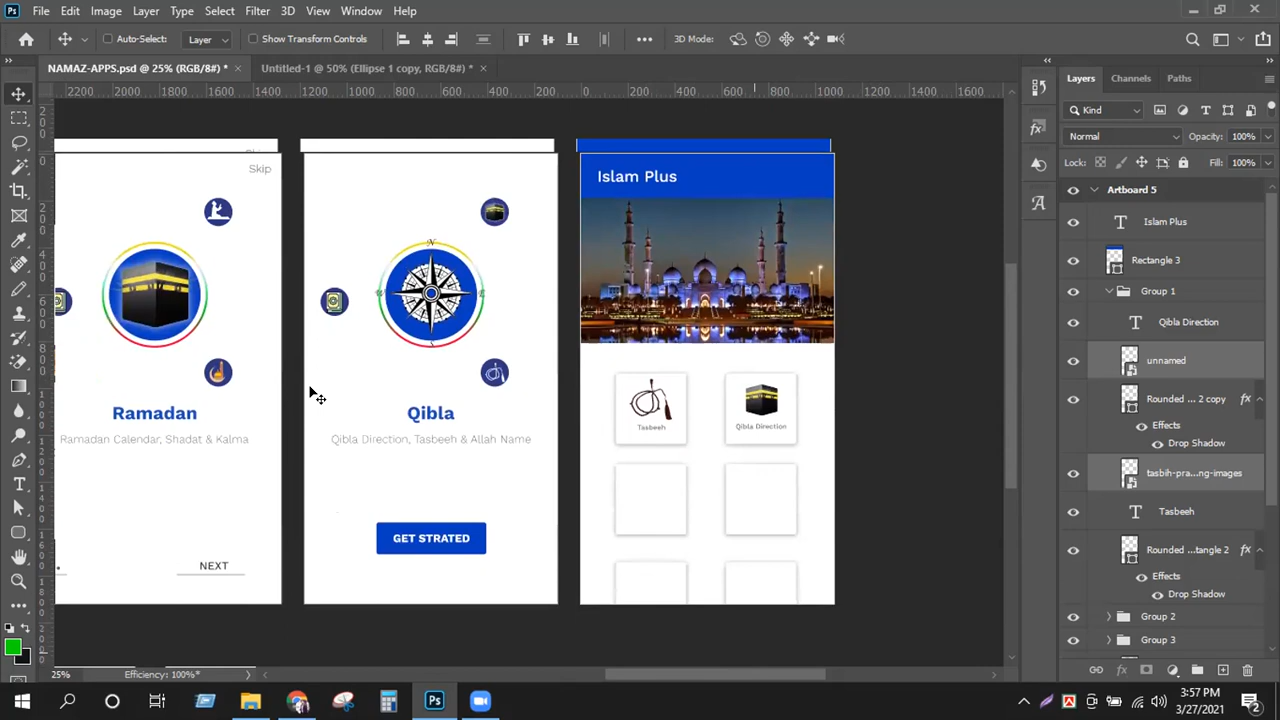 Ps File Edit Image Layer Type Select Filter 3D View Window Help
Auto-Select: Layer Show Transform Controls 3D Mode:
NAMAZ-APPS.psd @ 25% (RGB/8#) * × Untitled-1 @ 50% (Ellipse 1 copy, RGB/8#) * ×
2200 2000 1800 1600 1400 1200 1000 800 600 400 200 0 200 400 600 800 1000 1200 1400 1600
Skip
Islam Plus
N
Ramadan
Ramadan Calendar, Shadat & Kalma
NEXT
Qibla
Qibla Direction, Tasbeeh & Allah Name
GET STRATED
Tasbeeh
Qibla Direction
Layers Channels Paths
Kind
Normal Opacity: 100%
Lock: Fill: 100%
Artboard 5
Islam Plus
Rectangle 3
Group 1
Qibla Direction
unnamed
Rounded ... 2 copy fx
Effects
Drop Shadow
tasbih-pra...ng-images
Tasbeeh
Rounded ...tangle 2 fx
Effects
Drop Shadow
Group 2
Group 3
25% Efficiency: 100%*
Ps
3:57 PM
3/27/2021
2